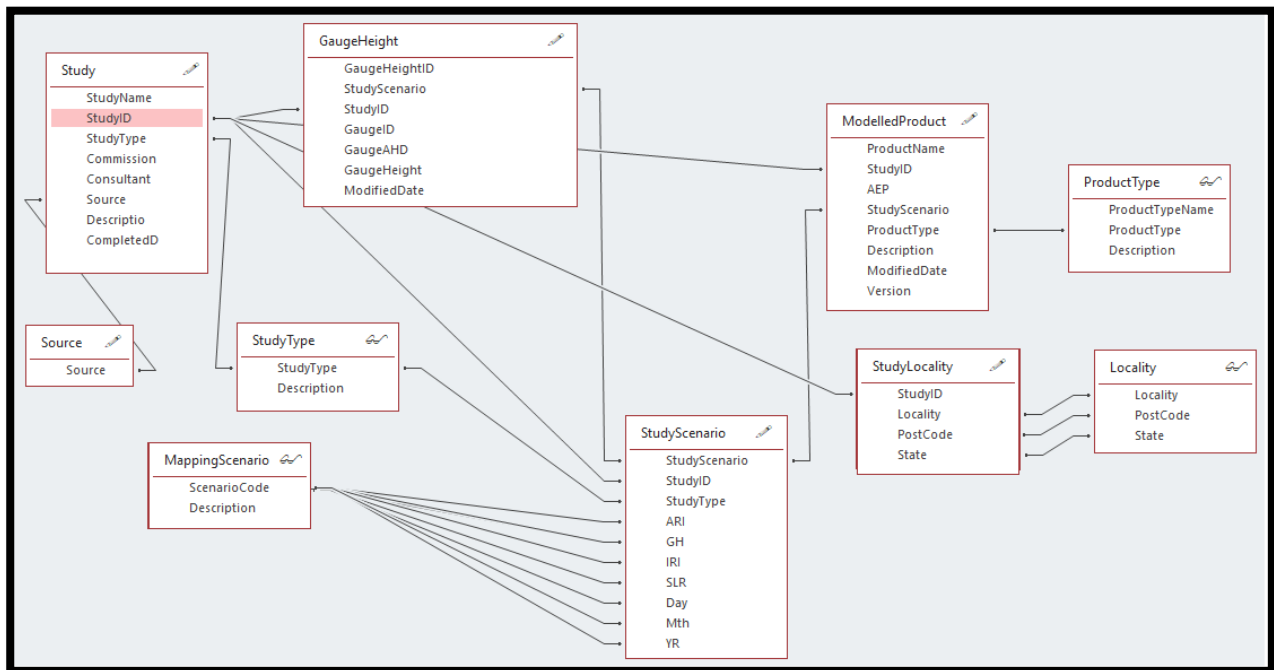 Study
StudyName
StudyID
StudyType
Commission
Consultant
Source
Descriptio
CompletedD
GaugeHeight
GaugeHeightID
StudyScenario
StudyID
GaugeID
GaugeAHD
GaugeHeight
ModifiedDate
ModelledProduct
ProductName
StudyID
AEP
StudyScenario
ProductType
Description
ModifiedDate
Version
ProductType
ProductTypeName
ProductType
Description
Source
Source
StudyType
StudyType
Description
MappingScenario
ScenarioCode
Description
StudyScenario
StudyScenario
StudyID
StudyType
ARI
GH
IRI
SLR
Day
Mth
YR
StudyLocality
StudyID
Locality
PostCode
State
Locality
Locality
PostCode
State